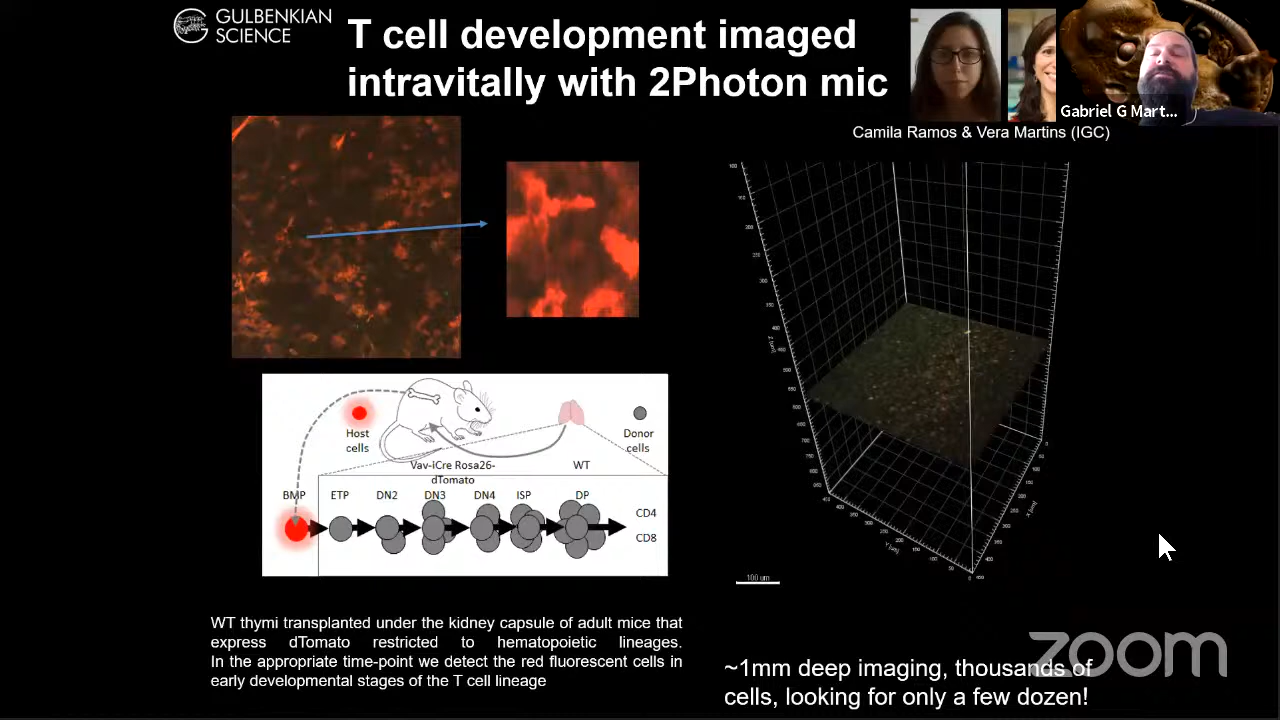 GULBENKIAN
SCIENCE
T cell development imaged
intravitally with 2Photon mic
Gabriel G Mart...
Camila Ramos & Vera Martins (IGC)
Host
cells
Donor
cells
Vav-iCre Rosa26-
dTomato
WT
BMP ETP DN2 DN3 DN4 ISP DP
CD4
CD8
100 um
WT thymi transplanted under the kidney capsule of adult mice that
express dTomato restricted to hematopoietic lineages.
In the appropriate time-point we detect the red fluorescent cells in
early developmental stages of the T cell lineage
~1mm deep imaging, thousands of
cells, looking for only a few dozen!
zoom